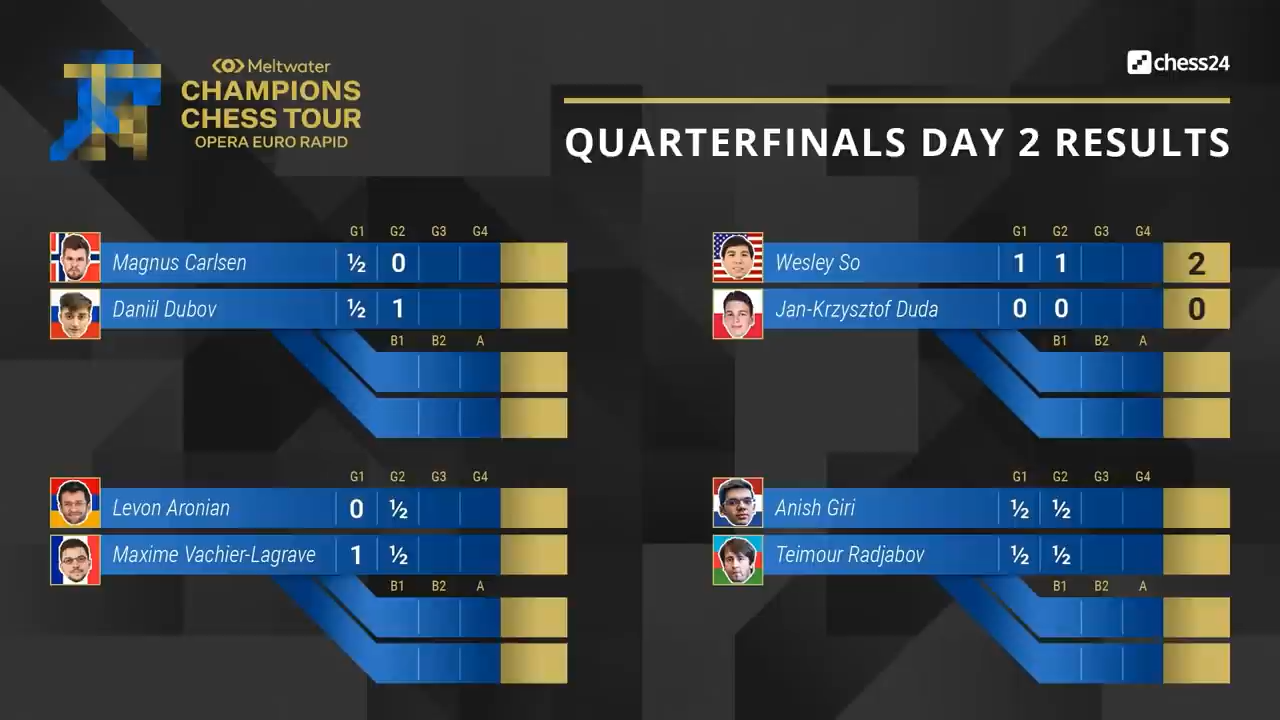 Meltwater
CHAMPIONS
CHESS TOUR
OPERA EURO RAPID
chess24
QUARTERFINALS DAY 2 RESULTS
G1 G2 G3 G4
Magnus Carlsen ½ 0
Daniil Dubov ½ 1
B1 B2 A
G1 G2 G3 G4
Wesley So 1 1 2
Jan-Krzysztof Duda 0 0 0
B1 B2 A
G1 G2 G3 G4
Levon Aronian 0 ½
Maxime Vachier-Lagrave 1 ½
B1 B2 A
G1 G2 G3 G4
Anish Giri ½ ½
Teimour Radjabov ½ ½
B1 B2 A